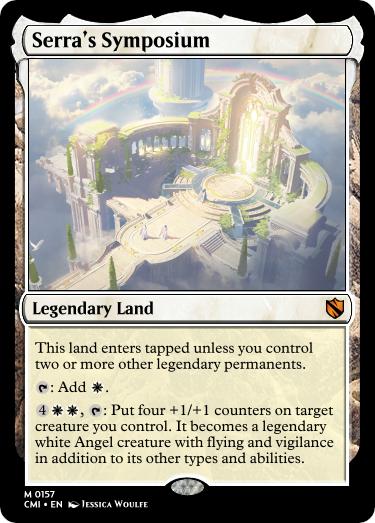 Serra's Symposium
Legendary Land
This land enters tapped unless you control
two or more other legendary permanents.
: Add .
4, : Put four +1/+1 counters on target
creature you control. It becomes a legendary
white Angel creature with flying and vigilance
in addition to its other types and abilities.
M 0157
CMI • EN Jessica Woulfe